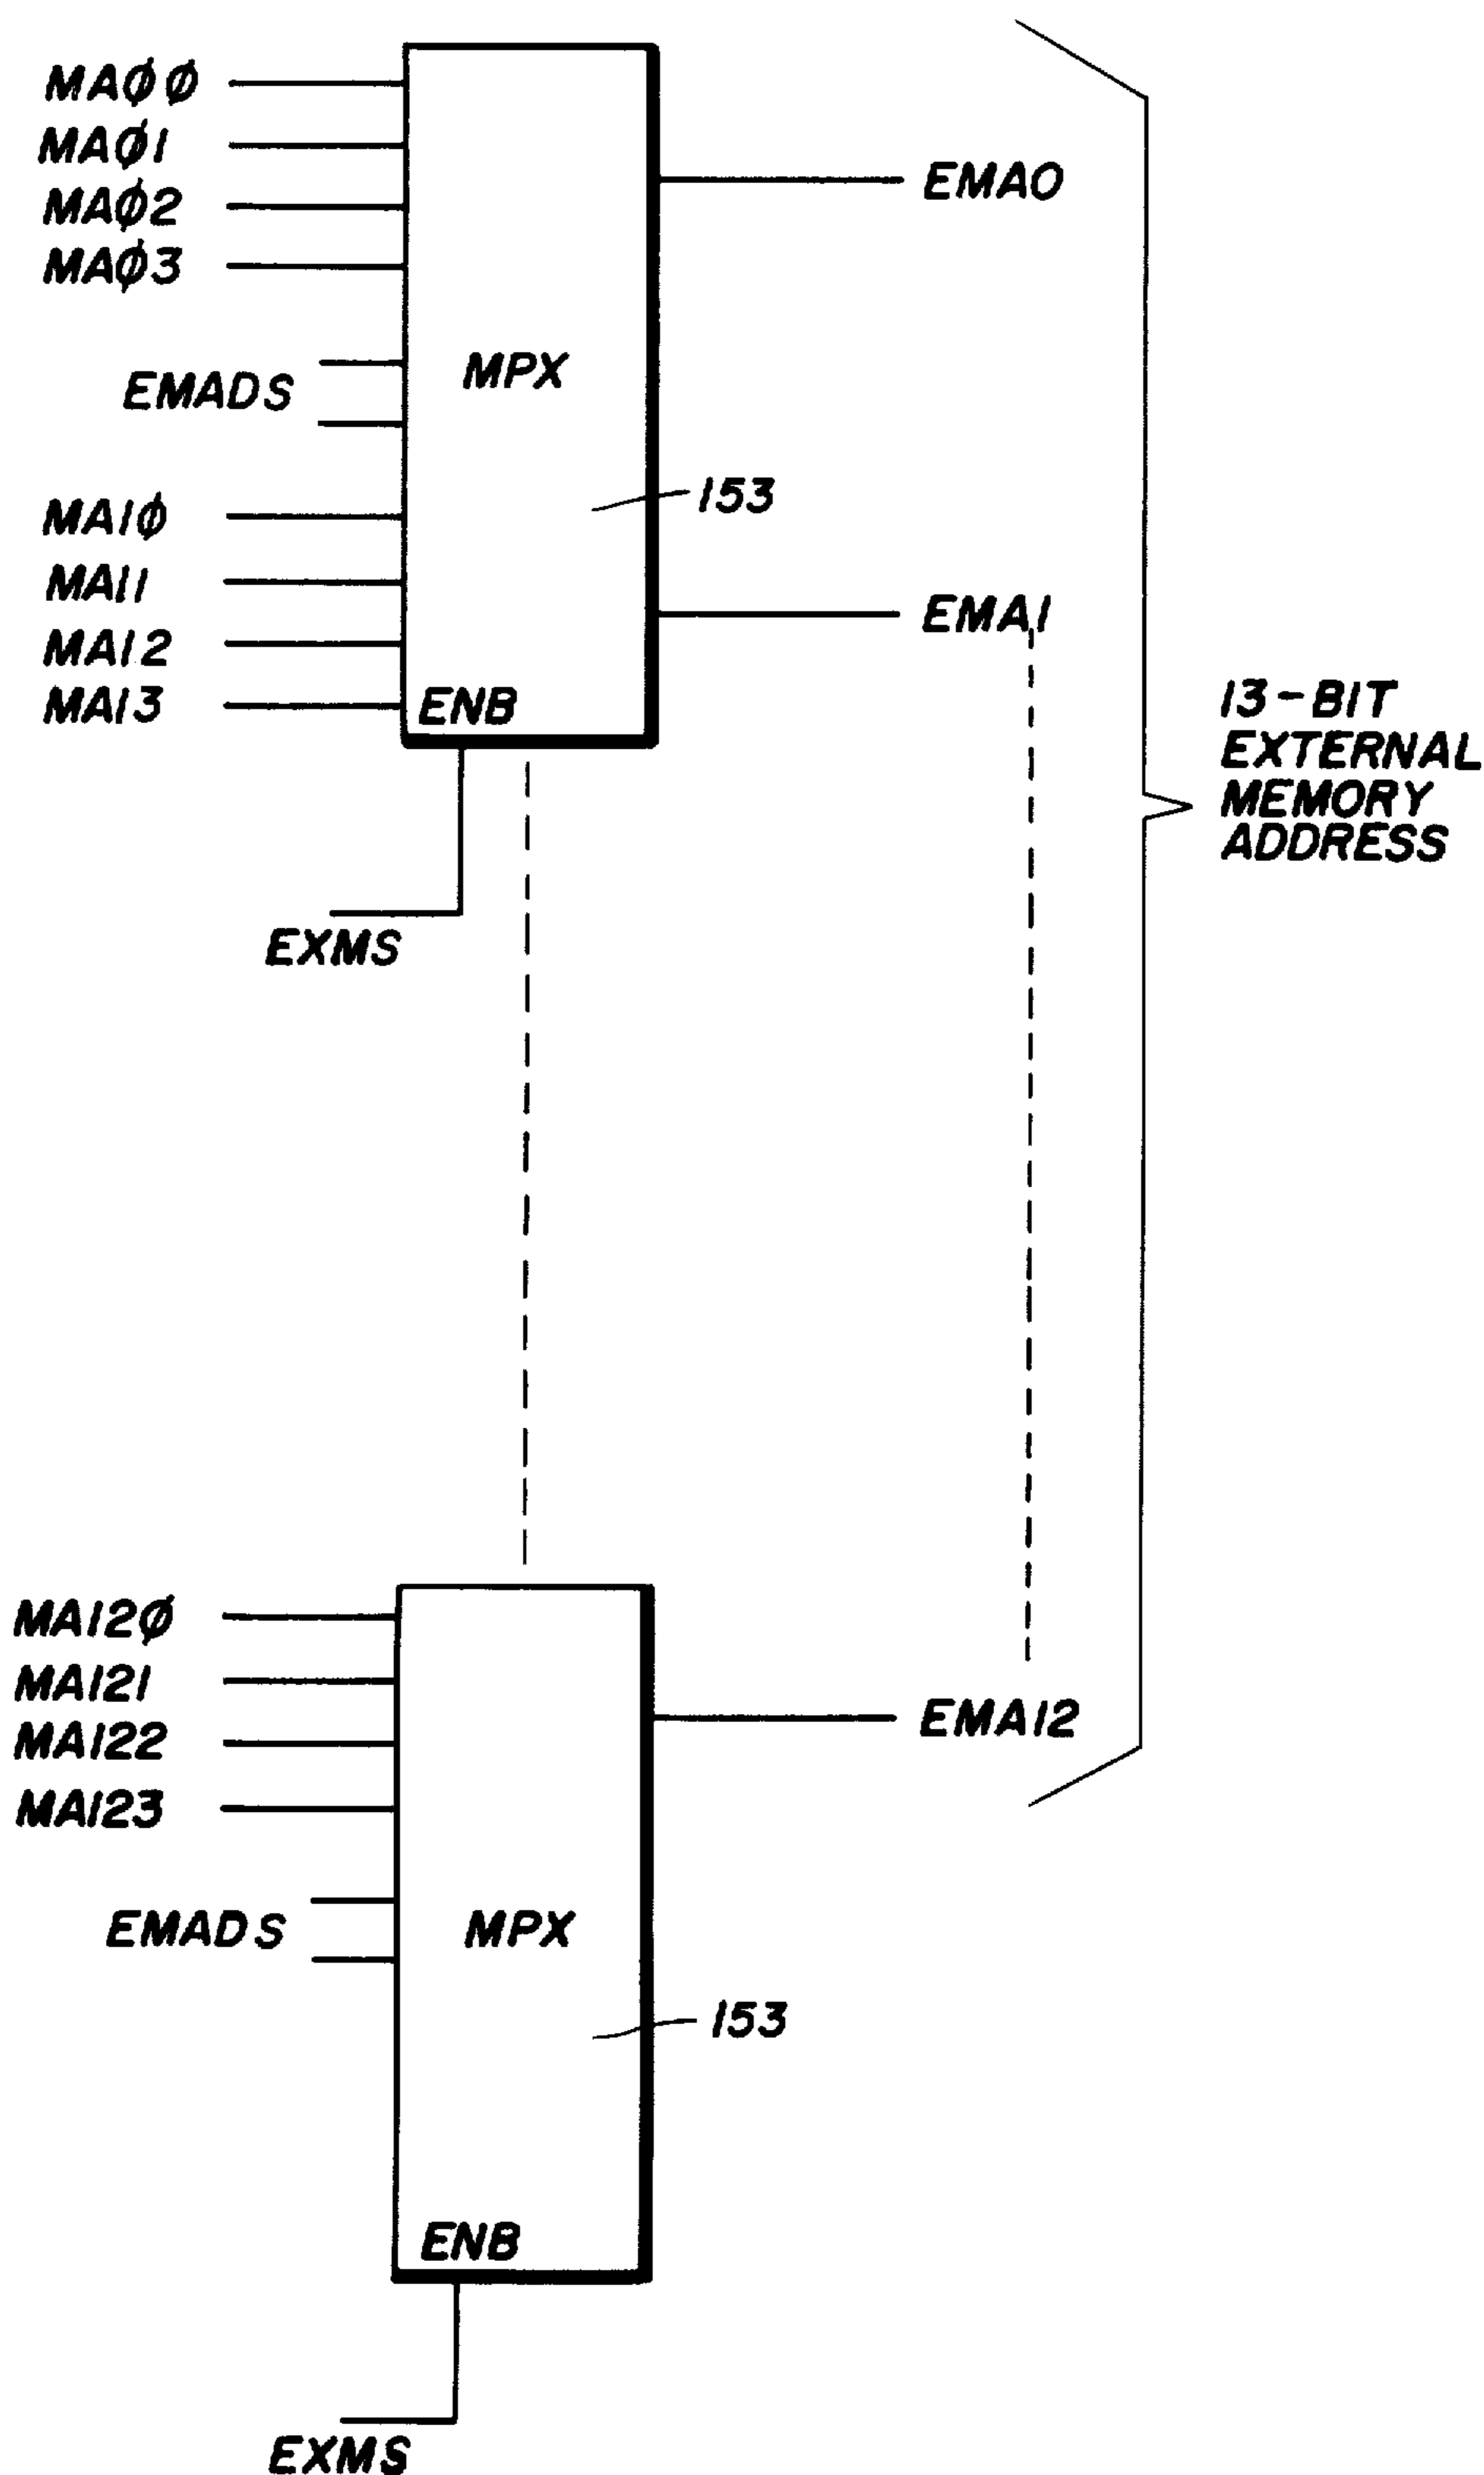 MAØØ
MAØ1
MAØ2
MAØ3
EMADS
MPX
153
MA1Ø
MA11
MA12
MA13
ENB
EXMS
EMA0
EMA1
13-BIT
EXTERNAL
MEMORY
ADDRESS
MA12Ø
MA121
MA122
MA123
EMADS
MPX
153
ENB
EXMS
EMA12